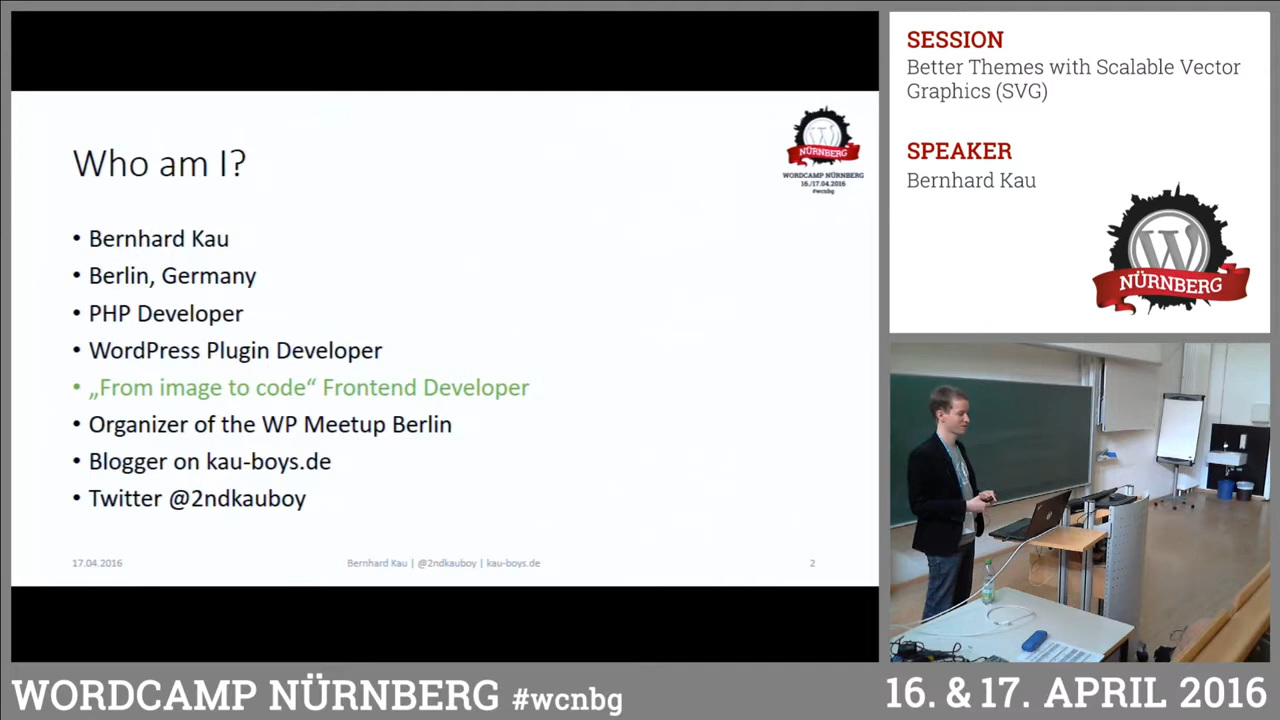 Who am I?
NÜRNBERG
WORDCAMP NÜRNBERG
16./17.04.2016
#wcnbg
• Bernhard Kau
• Berlin, Germany
• PHP Developer
• WordPress Plugin Developer
• „From image to code“ Frontend Developer
• Organizer of the WP Meetup Berlin
• Blogger on kau-boys.de
• Twitter @2ndkauboy
17.04.2016
Bernhard Kau | @2ndkauboy | kau-boys.de
2
SESSION
Better Themes with Scalable Vector
Graphics (SVG)
SPEAKER
Bernhard Kau
W
NÜRNBERG
WORDCAMP NÜRNBERG #wcnbg
16. & 17. APRIL 2016